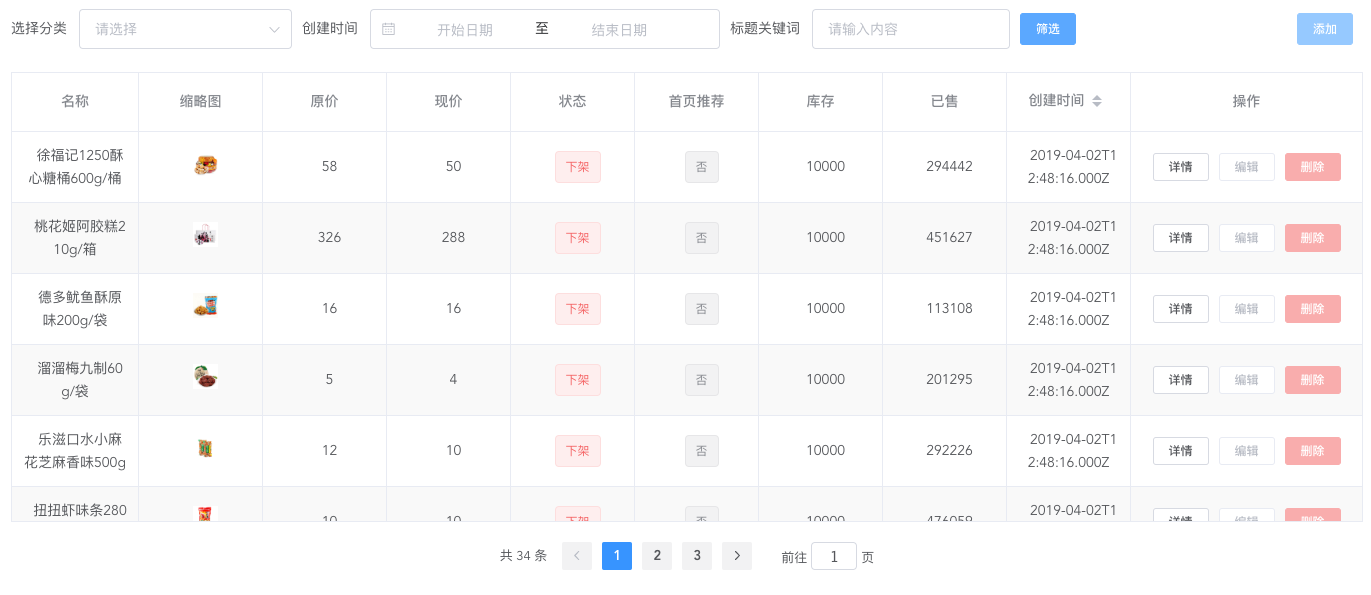 选择分类 请选择 创建时间 开始日期 至 结束日期 标题关键词 请输入内容 筛选 添加
名称 缩略图 原价 现价 状态 首页推荐 库存 已售 创建时间 操作
徐福记1250酥 2019-04-02T1
58 50 下架 否 10000 294442 详情 编辑 删除
心糖桶600g/桶 2:48:16.000Z
桃花姬阿胶糕2 2019-04-02T1
326 288 下架 否 10000 451627 详情 编辑 删除
10g/箱 2:48:16.000Z
德多鱿鱼酥原 2019-04-02T1
16 16 下架 否 10000 113108 详情 编辑 删除
味200g/袋 2:48:16.000Z
溜溜梅九制60 2019-04-02T1
5 4 下架 否 10000 201295 详情 编辑 删除
g/袋 2:48:16.000Z
乐滋口水小麻 2019-04-02T1
12 10 下架 否 10000 292226 详情 编辑 删除
花芝麻香味500g 2:48:16.000Z
扭扭虾味条280 2019-04-02T1
10 10 下架 否 10000 476059 详情 编辑 删除
共 34 条 1 2 3 前往 1 页